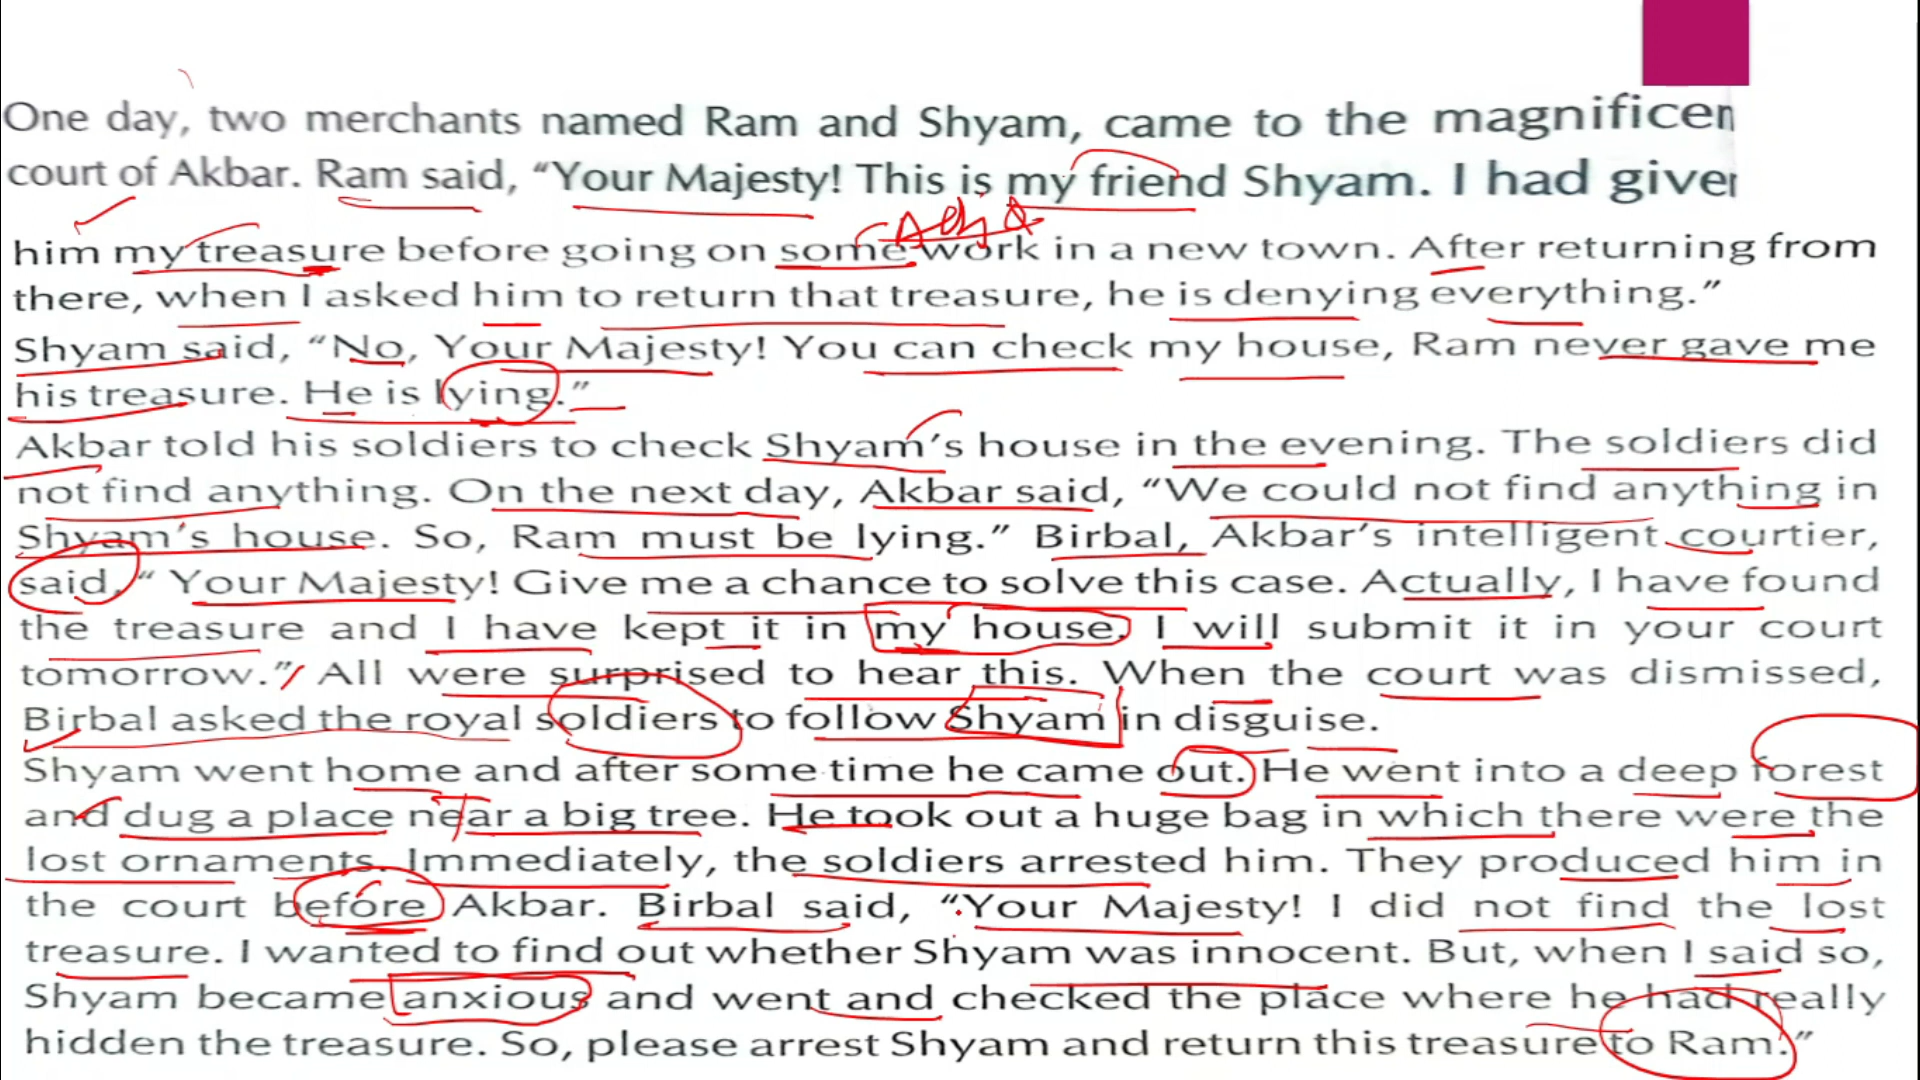 One day, two merchants named Ram and Shyam, came to the magnificen
court of Akbar. Ram said, “Your Majesty! This is my friend Shyam. I had given
Adj
him my treasure before going on some work in a new town. After returning from
there, when I asked him to return that treasure, he is denying everything.”
Shyam said, “No, Your Majesty! You can check my house, Ram never gave me
his treasure. He is lying.”
Akbar told his soldiers to check Shyam’s house in the evening. The soldiers did
not find anything. On the next day, Akbar said, “We could not find anything in
Shyam’s house. So, Ram must be lying.” Birbal, Akbar’s intelligent courtier,
said, “ Your Majesty! Give me a chance to solve this case. Actually, I have found
the treasure and I have kept it in my house. I will submit it in your court
tomorrow.” All were surprised to hear this. When the court was dismissed,
Birbal asked the royal soldiers to follow Shyam in disguise.
Shyam went home and after some time he came out. He went into a deep forest
and dug a place near a big tree. He took out a huge bag in which there were the
lost ornaments. Immediately, the soldiers arrested him. They produced him in
the court before Akbar. Birbal said, “Your Majesty! I did not find the lost
treasure. I wanted to find out whether Shyam was innocent. But, when I said so,
Shyam became anxious and went and checked the place where he had really
hidden the treasure. So, please arrest Shyam and return this treasure to Ram.”